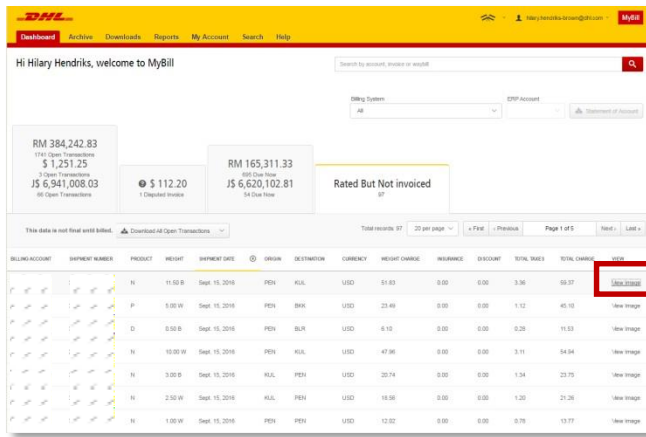 DHL
hilary.hendriks-brown@dhl.com MyBill
Dashboard Archive Downloads Reports My Account Search Help
Hi Hilary Hendriks, welcome to MyBill
Search by account, invoice or waybill
Billing System ERP Account
All Statement of Account
RM 384,242.83
1741 Open Transactions
$ 1,251.25
3 Open Transactions
J$ 6,941,008.03
66 Open Transactions
$ 112.20
1 Disputed Invoice
RM 165,311.33
695 Due Now
J$ 6,620,102.81
54 Due Now
Rated But Not invoiced
97
This data is not final until billed. Download All Open Transactions Total records: 97 20 per page « First ‹ Previous Page 1 of 5 Next › Last »
BILLING ACCOUNT SHIPMENT NUMBER PRODUCT WEIGHT SHIPMENT DATE ORIGIN DESTINATION CURRENCY WEIGHT CHARGE INSURANCE DISCOUNT TOTAL TAXES TOTAL CHARGE VIEW
N 11.50 B Sept. 15, 2016 PEN KUL USD 51.83 0.00 0.00 3.36 59.37 View Image
P 5.00 W Sept. 15, 2016 PEN BKK USD 23.49 0.00 0.00 1.12 45.10 View Image
D 0.50 B Sept. 15, 2016 PEN BLR USD 6.10 0.00 0.00 0.28 11.53 View Image
N 10.00 W Sept. 15, 2016 PEN KUL USD 47.96 0.00 0.00 3.11 54.94 View Image
N 3.00 B Sept. 15, 2016 KUL PEN USD 20.74 0.00 0.00 1.34 23.75 View Image
N 2.50 W Sept. 15, 2016 KUL PEN USD 18.56 0.00 0.00 1.20 21.26 View Image
N 1.00 W Sept. 15, 2016 PEN PEN USD 12.02 0.00 0.00 0.78 13.77 View Image